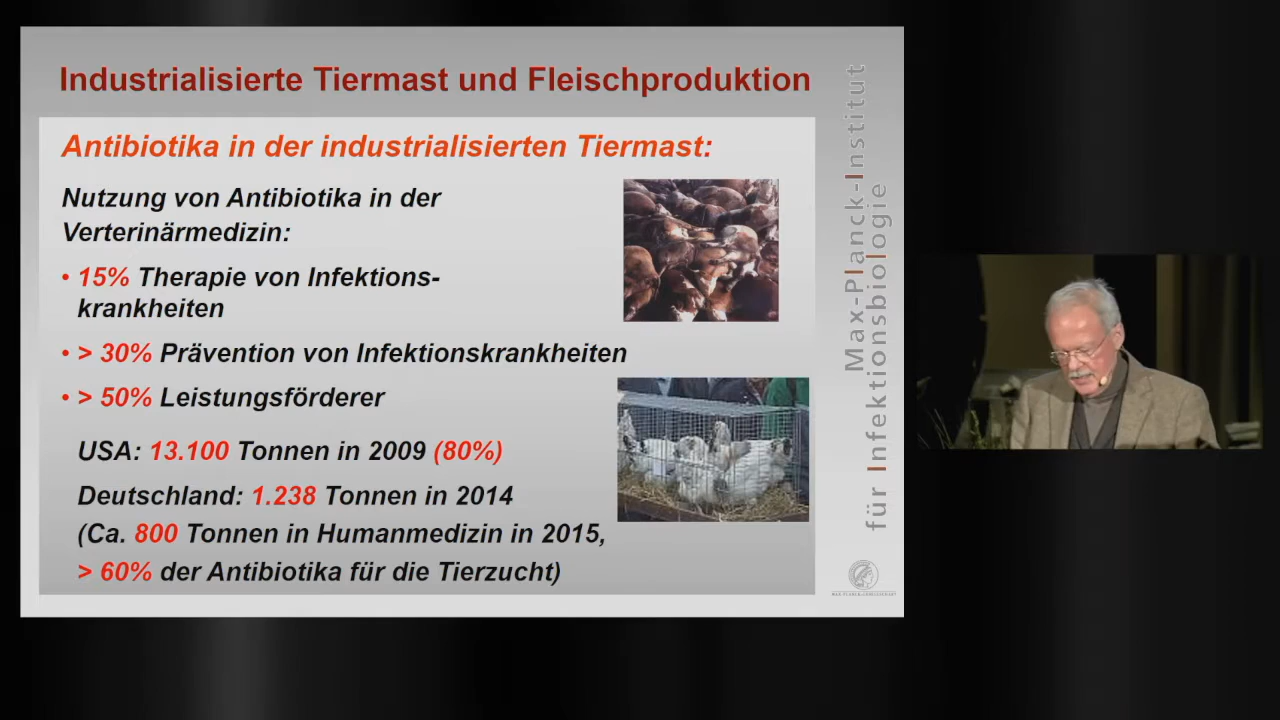 Industrialisierte Tiermast und Fleischproduktion
Antibiotika in der industrialisierten Tiermast:
Nutzung von Antibiotika in der
Verterinärmedizin:
• 15% Therapie von Infektions-
krankheiten
• > 30% Prävention von Infektionskrankheiten
• > 50% Leistungsförderer
USA: 13.100 Tonnen in 2009 (80%)
Deutschland: 1.238 Tonnen in 2014
(Ca. 800 Tonnen in Humanmedizin in 2015,
> 60% der Antibiotika für die Tierzucht)
Max-Planck-Institut
für Infektionsbiologie
MAX-PLANCK-GESELLSCHAFT